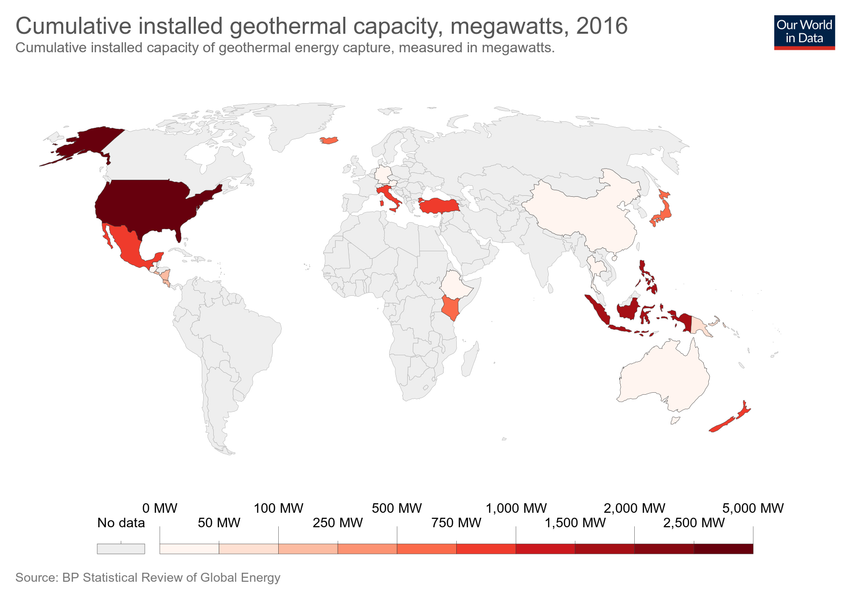 Cumulative installed geothermal capacity, megawatts, 2016
Cumulative installed capacity of geothermal energy capture, measured in megawatts.
Our World
in Data
0 MW 100 MW 500 MW 1,000 MW 2,000 MW 5,000 MW
No data 50 MW 250 MW 750 MW 1,500 MW 2,500 MW
Source: BP Statistical Review of Global Energy